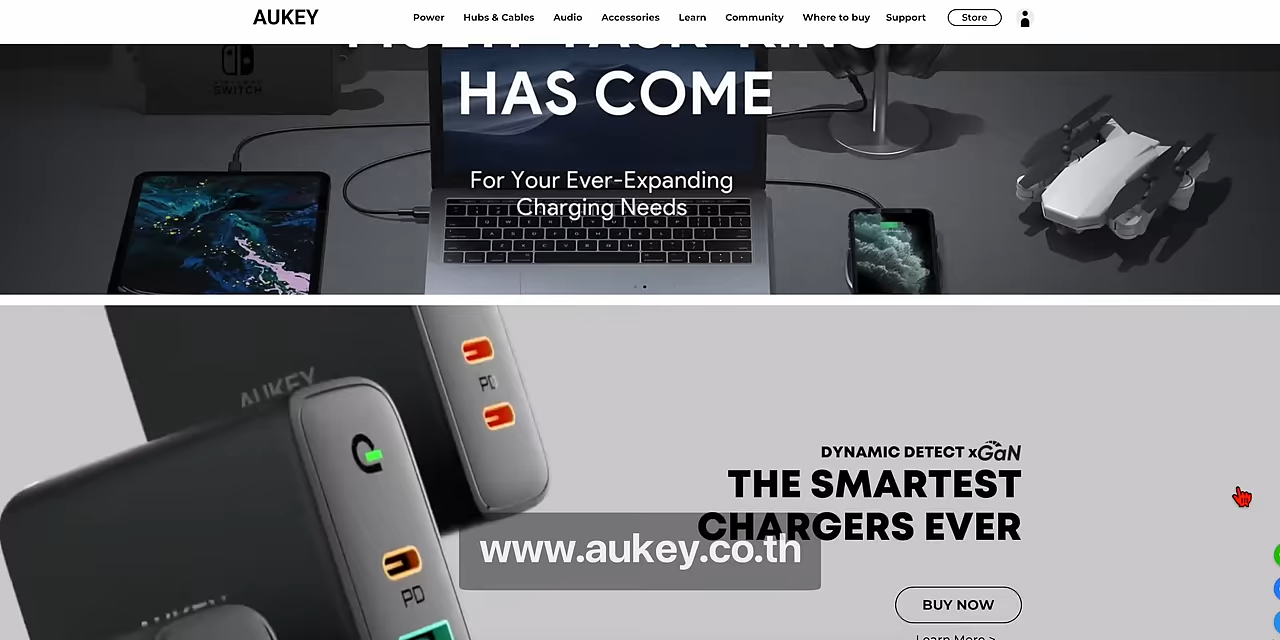 AUKEY
Power
Hubs & Cables
Audio
Accessories
Learn
Community
Where to buy
Support
Store
HAS COME
SWITCH
For Your Ever-Expanding
Charging Needs
AUKEY
PD
PD
DYNAMIC DETECT xGaN
THE SMARTEST
CHARGERS EVER
www.aukey.co.th
BUY NOW
Learn More >